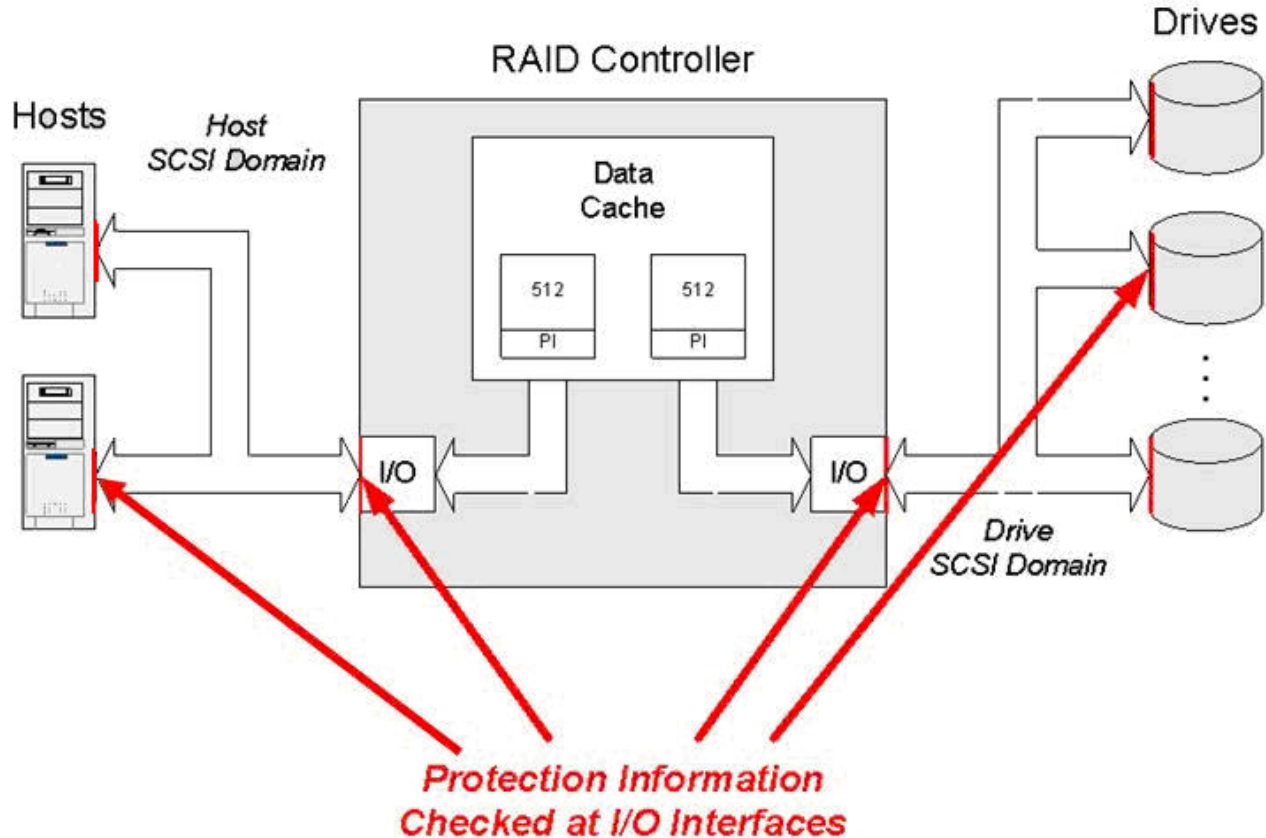 Drives
RAID Controller
Hosts
Host
SCSI Domain
Data
Cache
512
PI
512
PI
I/O
I/O
Drive
SCSI Domain
Protection Information
Checked at I/O Interfaces